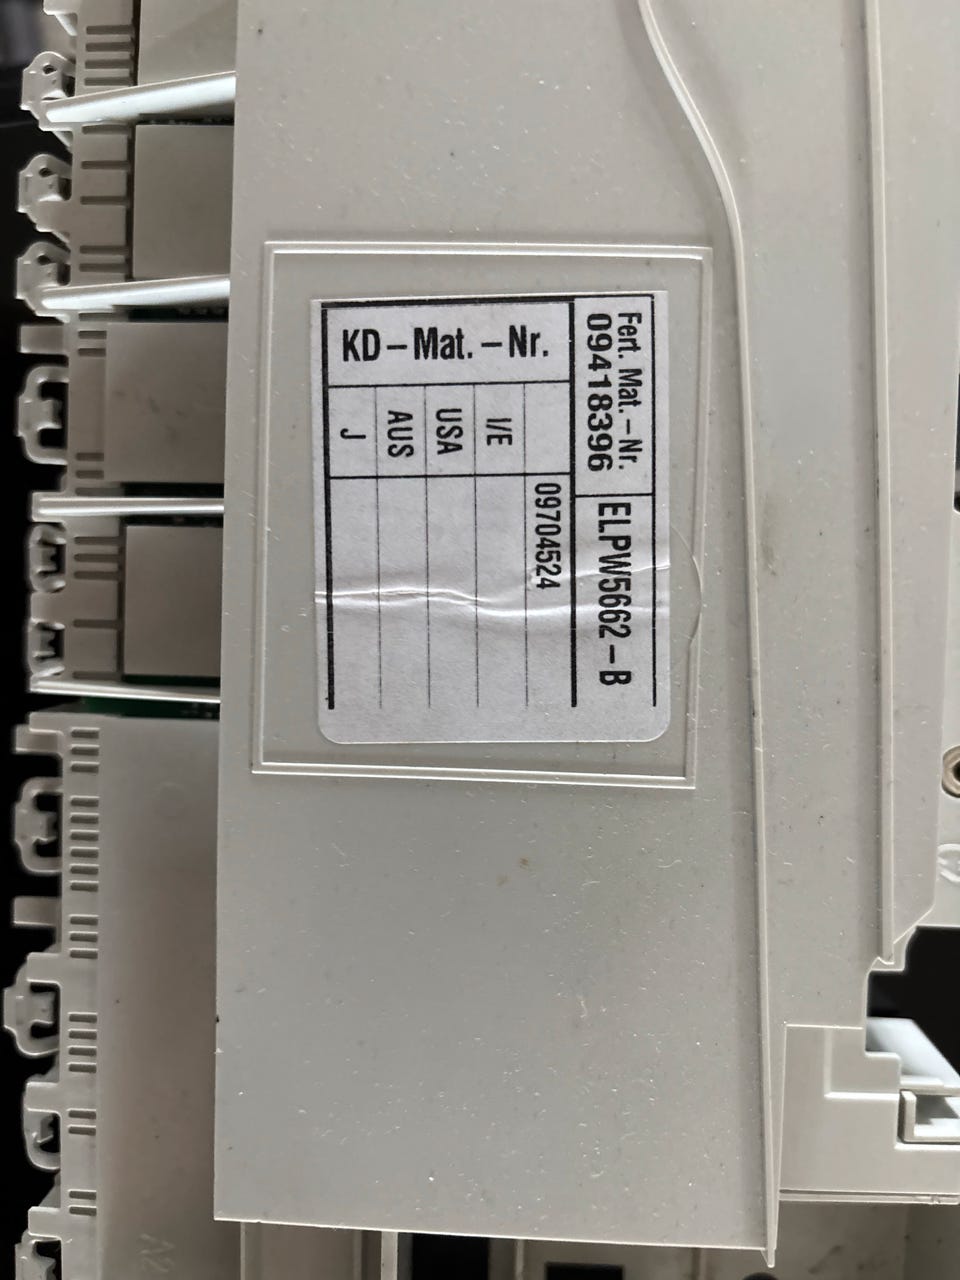 Fert. Mat.–Nr.
09418396
ELPW5662–B
KD–Mat.–Nr.
09704524
I/E
USA
AUS
J